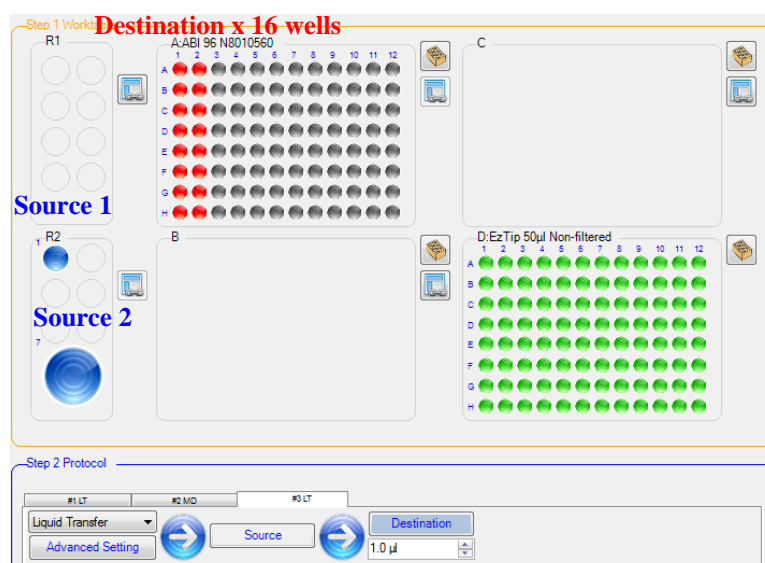 Step 1 Workta
Destination x 16 wells
R1
A:ABI 96 N8010560
C
1 2 3 4 5 6 7 8 9 10 11 12
A
B
C
D
E
F
G
H
Source 1
R2
B
D:EzTip 50µl Non-filtered
1
1 2 3 4 5 6 7 8 9 10 11 12
A
B
C
D
E
F
G
H
Source 2
7
Step 2 Protocol
#1 LT #2 MD #3 LT
Liquid Transfer Source Destination
Advanced Setting 1.0 µl